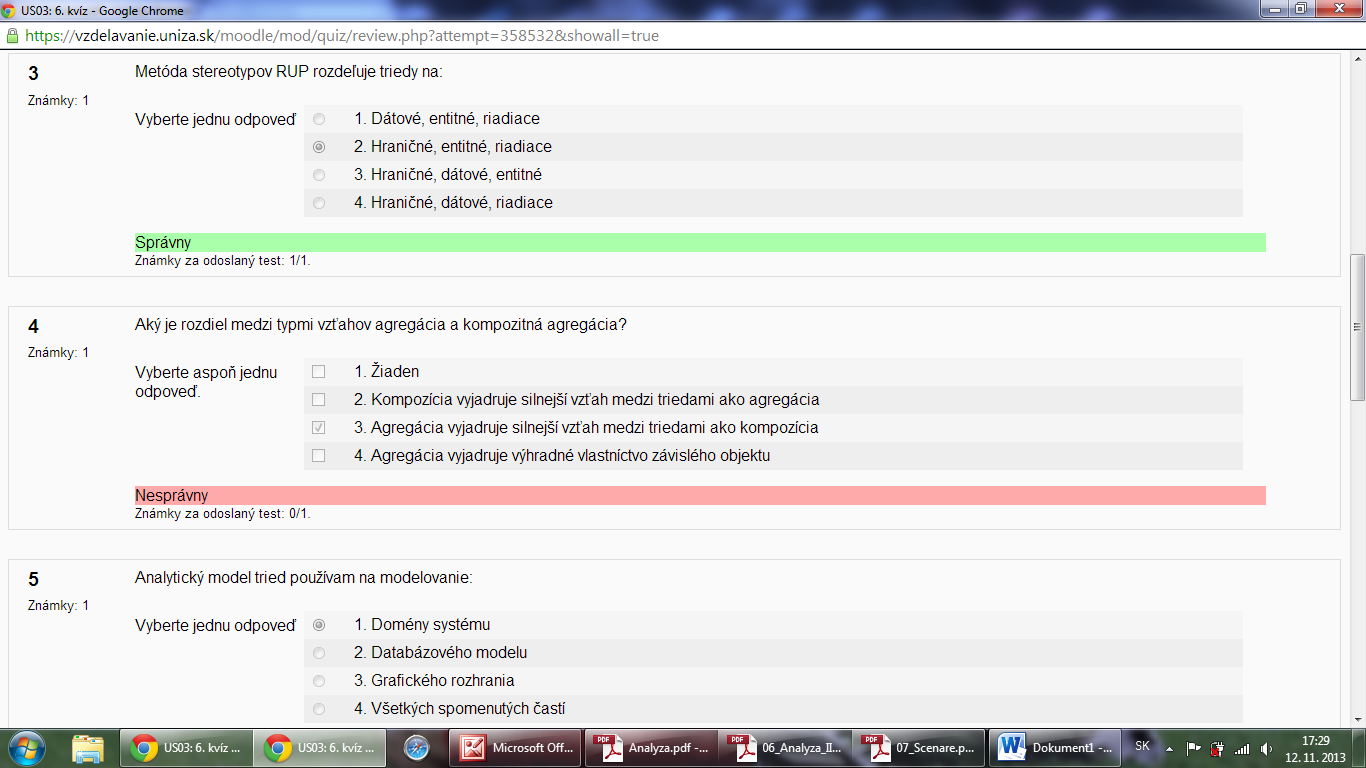 US03: 6. kvíz - Google Chrome
https://vzdelavanie.uniza.sk/moodle/mod/quiz/review.php?attempt=358532&showall=true
3
Známky: 1
Metóda stereotypov RUP rozdeľuje triedy na:
Vyberte jednu odpoveď
1. Dátové, entitné, riadiace
2. Hraničné, entitné, riadiace
3. Hraničné, dátové, entitné
4. Hraničné, dátové, riadiace
Správny
Známky za odoslaný test: 1/1.
4
Známky: 1
Aký je rozdiel medzi typmi vzťahov agregácia a kompozitná agregácia?
Vyberte aspoň jednu
odpoveď.
1. Žiaden
2. Kompozícia vyjadruje silnejší vzťah medzi triedami ako agregácia
3. Agregácia vyjadruje silnejší vzťah medzi triedami ako kompozícia
4. Agregácia vyjadruje výhradné vlastníctvo závislého objektu
Nesprávny
Známky za odoslaný test: 0/1.
5
Známky: 1
Analytický model tried používam na modelovanie:
Vyberte jednu odpoveď
1. Domény systému
2. Databázového modelu
3. Grafického rozhrania
4. Všetkých spomenutých častí
US03: 6. kvíz ...
US03: 6. kvíz ...
Microsoft Off...
PDF
Analyza.pdf -...
PDF
06_Analyza_II...
PDF
07_Scenare.p...
Dokument1 -...
SK
17:29
12. 11. 2013